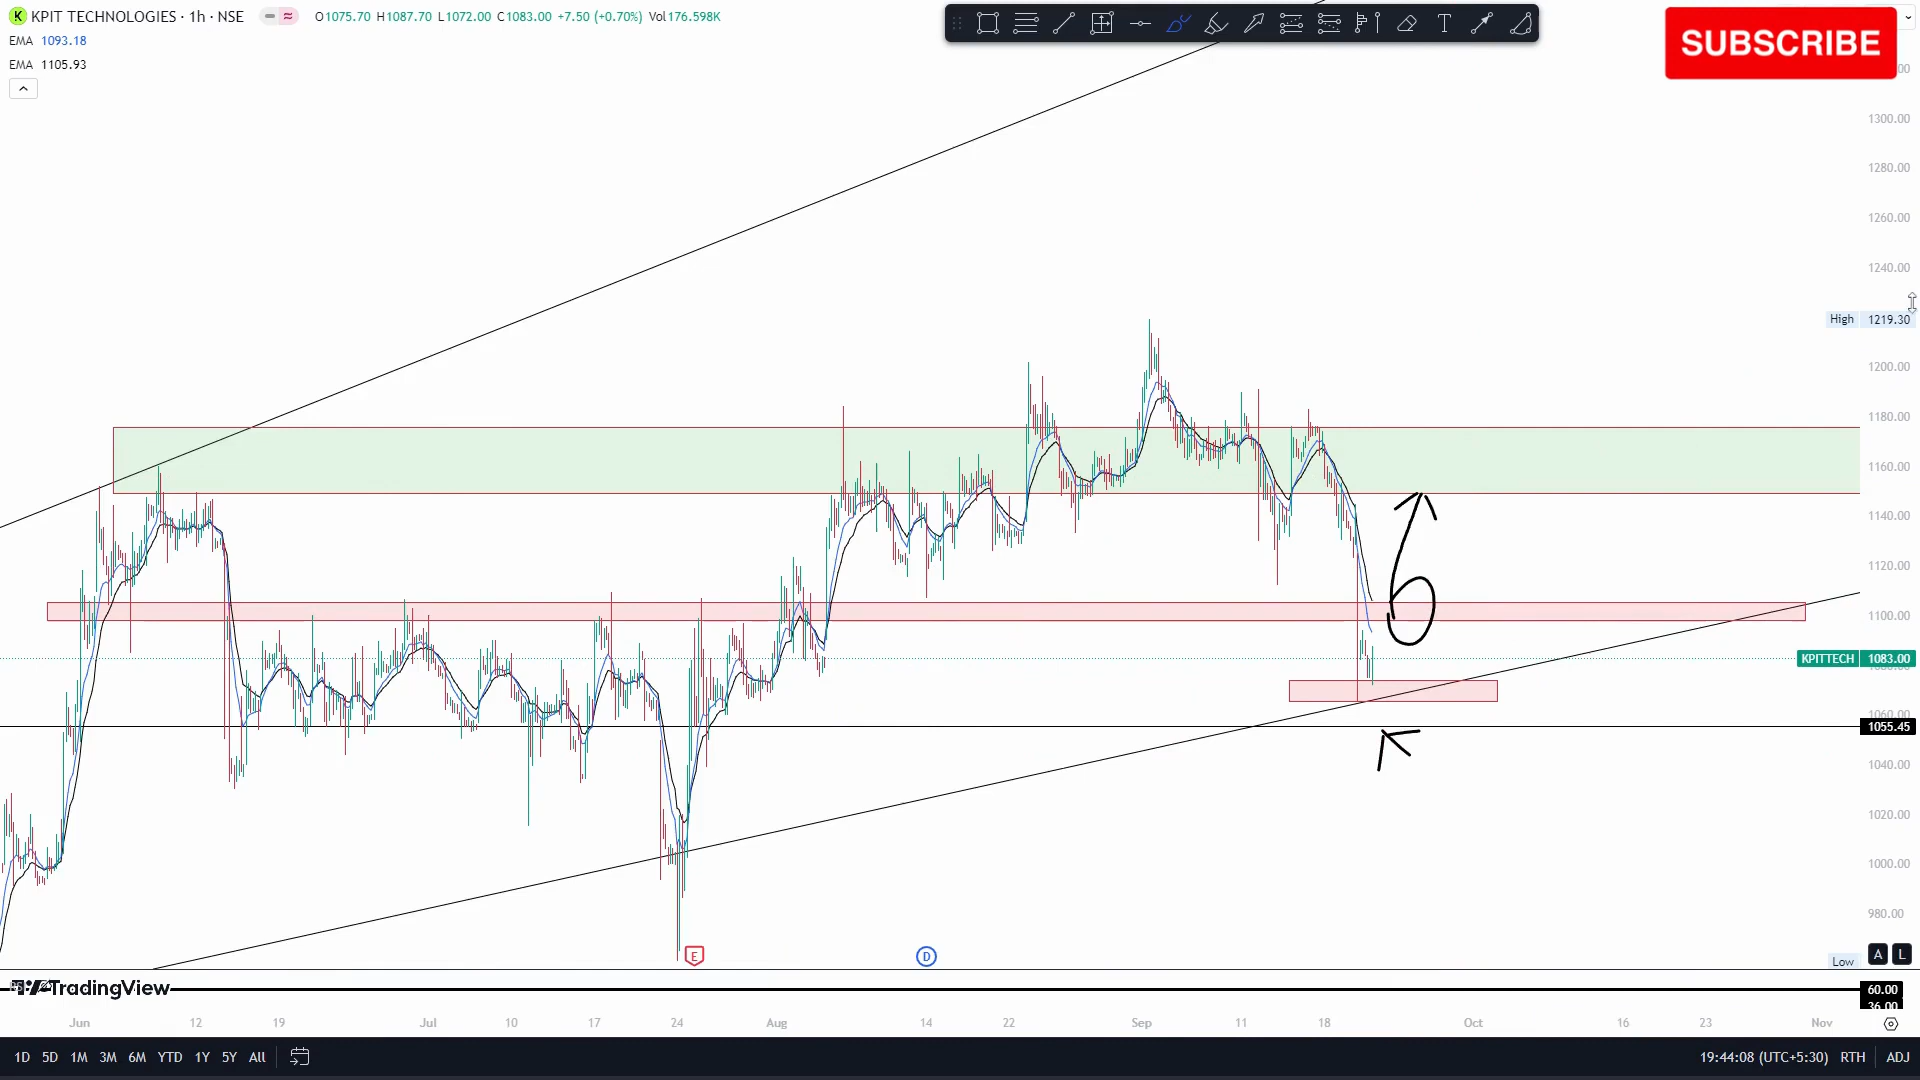 K KPIT TECHNOLOGIES · 1h · NSE O1075.70 H1087.70 L1072.00 C1083.00 +7.50 (+0.70%) Vol176.598K
EMA 1093.18
EMA 1105.93
SUBSCRIBE
1300.00
1280.00
1260.00
1240.00
High 1219.30
1200.00
1180.00
1160.00
1140.00
1120.00
1100.00
KPITTECH 1083.00
1060.00
1055.45
1040.00
1020.00
1000.00
980.00
E
D
A L
Low
TradingView
60.00
36.00
Jun 12 19 Jul 10 17 24 Aug 14 22 Sep 11 18 Oct 16 23 Nov
1D 5D 1M 3M 6M YTD 1Y 5Y All
19:44:08 (UTC+5:30) RTH ADJ